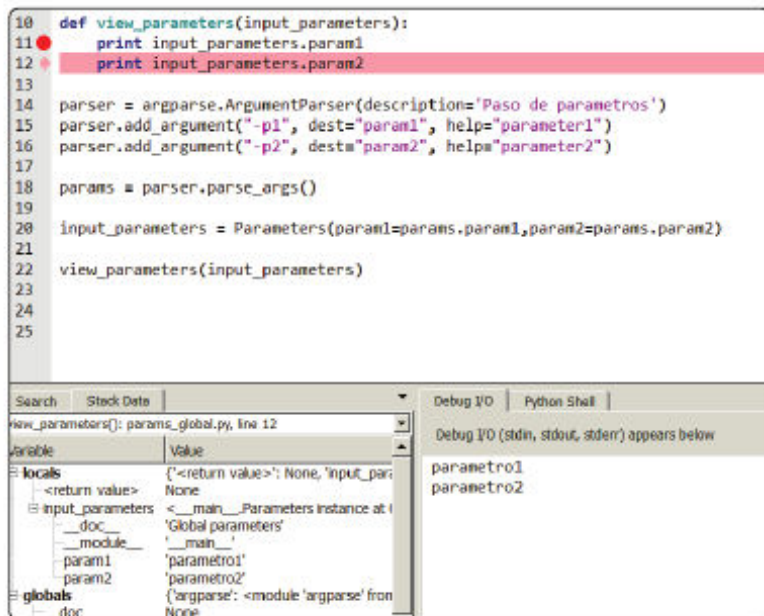 10 def view_parameters(input_parameters):
11 print input_parameters.param1
12 print input_parameters.param2
13
14 parser = argparse.ArgumentParser(description='Paso de parametros')
15 parser.add_argument("-p1", dest="param1", help="parameter1")
16 parser.add_argument("-p2", dest="param2", help="parameter2")
17
18 params = parser.parse_args()
19
20 input_parameters = Parameters(param1=params.param1,param2=params.param2)
21
22 view_parameters(input_parameters)
23
24
25
Search Stack Data
view_parameters(): params_global.py, line 12
Variable Value
locals {'<return value>': None, 'input_para
<return value> None
input_parameters <__main__.Parameters instance at
__doc__ 'Global parameters'
__module__ '__main__'
param1 'parametro1'
param2 'parametro2'
globals {'argparse': <module 'argparse' from
__doc None
Debug I/O Python Shell
Debug I/O (stdin, stdout, stderr) appears below
parametro1
parametro2